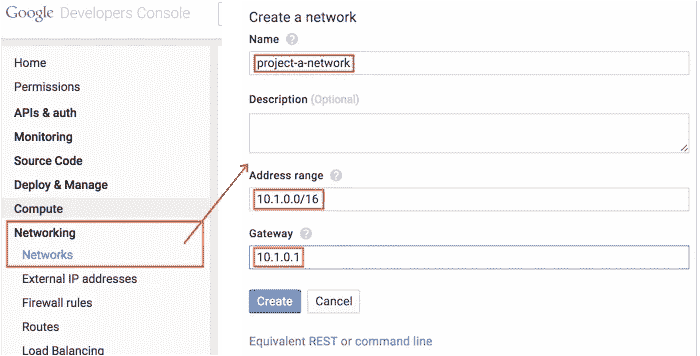 Google Developers Console
Home
Permissions
APIs & auth
Monitoring
Source Code
Deploy & Manage
Compute
Networking
Networks
External IP addresses
Firewall rules
Routes
Load Balancing
Create a network
Name ?
project-a-network
Description (Optional)
Address range ?
10.1.0.0/16
Gateway ?
10.1.0.1
Create Cancel
Equivalent REST or command line